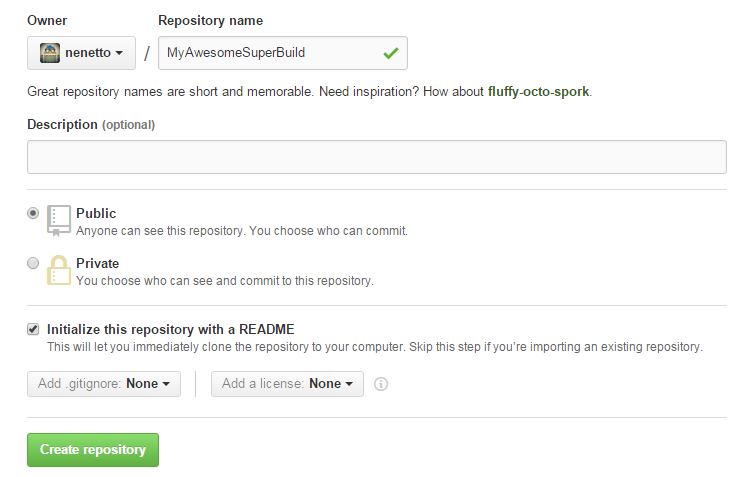 Owner Repository name
nenetto / MyAwesomeSuperBuild
Great repository names are short and memorable. Need inspiration? How about fluffy-octo-spork.
Description (optional)
Public
Anyone can see this repository. You choose who can commit.
Private
You choose who can see and commit to this repository.
Initialize this repository with a README
This will let you immediately clone the repository to your computer. Skip this step if you’re importing an existing repository.
Add .gitignore: None Add a license: None
Create repository